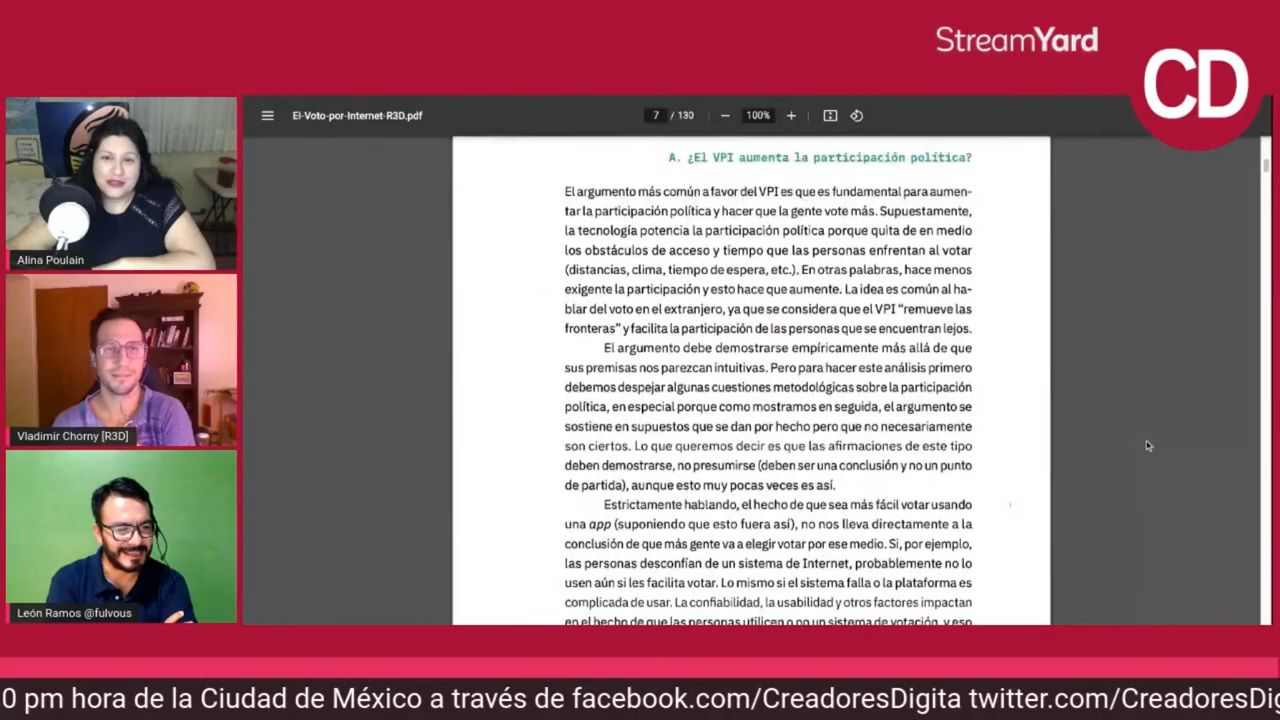 StreamYard
CD
El-Voto-por-Internet-R3D.pdf
7 / 130
100%
A. ¿El VPI aumenta la participación política?
El argumento más común a favor del VPI es que es fundamental para aumen-
tar la participación política y hacer que la gente vote más. Supuestamente,
la tecnología potencia la participación política porque quita de en medio
los obstáculos de acceso y tiempo que las personas enfrentan al votar
(distancias, clima, tiempo de espera, etc.). En otras palabras, hace menos
exigente la participación y esto hace que aumente. La idea es común al ha-
blar del voto en el extranjero, ya que se considera que el VPI “remueve las
fronteras” y facilita la participación de las personas que se encuentran lejos.
El argumento debe demostrarse empíricamente más allá de que
sus premisas nos parezcan intuitivas. Pero para hacer este análisis primero
debemos despejar algunas cuestiones metodológicas sobre la participación
política, en especial porque como mostramos en seguida, el argumento se
sostiene en supuestos que se dan por hecho pero que no necesariamente
son ciertos. Lo que queremos decir es que las afirmaciones de este tipo
deben demostrarse, no presumirse (deben ser una conclusión y no un punto
de partida), aunque esto muy pocas veces es así.
Estrictamente hablando, el hecho de que sea más fácil votar usando
una app (suponiendo que esto fuera así), no nos lleva directamente a la
conclusión de que más gente va a elegir votar por ese medio. Si, por ejemplo,
las personas desconfían de un sistema de Internet, probablemente no lo
usen aún si les facilita votar. Lo mismo si el sistema falla o la plataforma es
complicada de usar. La confiabilidad, la usabilidad y otros factores impactan
en el hecho de que las personas utilicen o no un sistema de votación, y eso
Alina Poulain
Vladimir Chorny [R3D]
León Ramos @fulvous
0 pm hora de la Ciudad de México a través de facebook.com/CreadoresDigita twitter.com/CreadoresDig